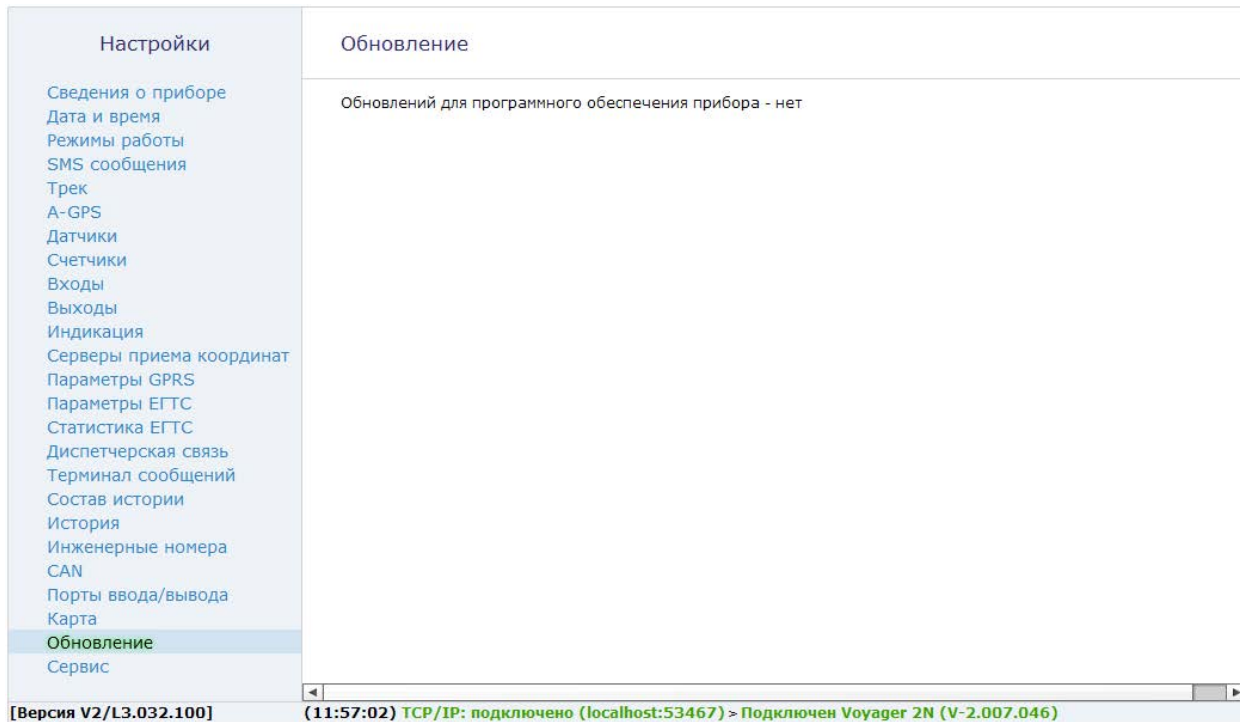 Настройки
Сведения о приборе
Дата и время
Режимы работы
SMS сообщения
Трек
A-GPS
Датчики
Счетчики
Входы
Выходы
Индикация
Серверы приема координат
Параметры GPRS
Параметры ЕГТС
Статистика ЕГТС
Диспетчерская связь
Терминал сообщений
Состав истории
История
Инженерные номера
CAN
Порты ввода/вывода
Карта
Обновление
Сервис
Обновление
Обновлений для программного обеспечения прибора - нет
[Версия V2/L3.032.100] (11:57:02) TCP/IP: подключено (localhost:53467) > Подключен Voyager 2N (V-2.007.046)